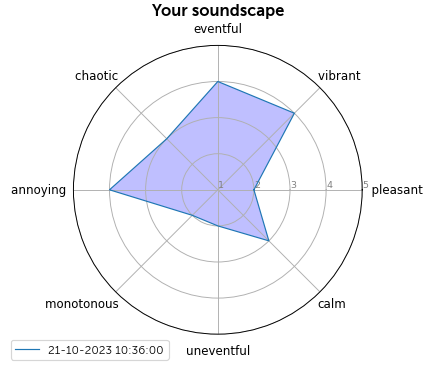 Your soundscape
eventful
chaotic
vibrant
annoying
1
2
3
4
5
pleasant
monotonous
calm
21-10-2023 10:36:00
uneventful